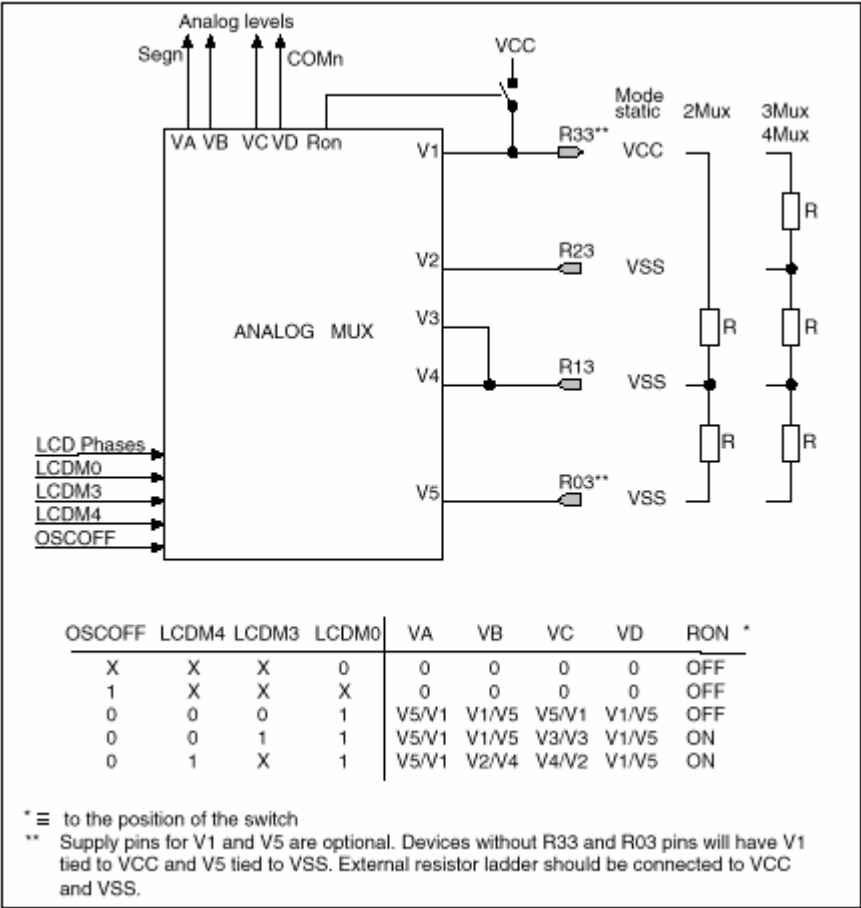 Analog levels
Segn
COMn
VCC
VA VB VC VD Ron
Mode static
2Mux
3Mux
4Mux
V1
R33**
VCC
R
V2
R23
VSS
V3
ANALOG MUX
R
R
V4
R13
VSS
LCD Phases
LCDM0
LCDM3
LCDM4
OSCOFF
R
R
V5
R03**
VSS
OSCOFF LCDM4 LCDM3 LCDM0 VA VB VC VD RON *
X X X 0 0 0 0 0 OFF
1 X X X 0 0 0 0 OFF
0 0 0 1 V5/V1 V1/V5 V5/V1 V1/V5 OFF
0 0 1 1 V5/V1 V1/V5 V3/V3 V1/V5 ON
0 1 X 1 V5/V1 V2/V4 V4/V2 V1/V5 ON
* ≡ to the position of the switch
** Supply pins for V1 and V5 are optional. Devices without R33 and R03 pins will have V1
tied to VCC and V5 tied to VSS. External resistor ladder should be connected to VCC
and VSS.